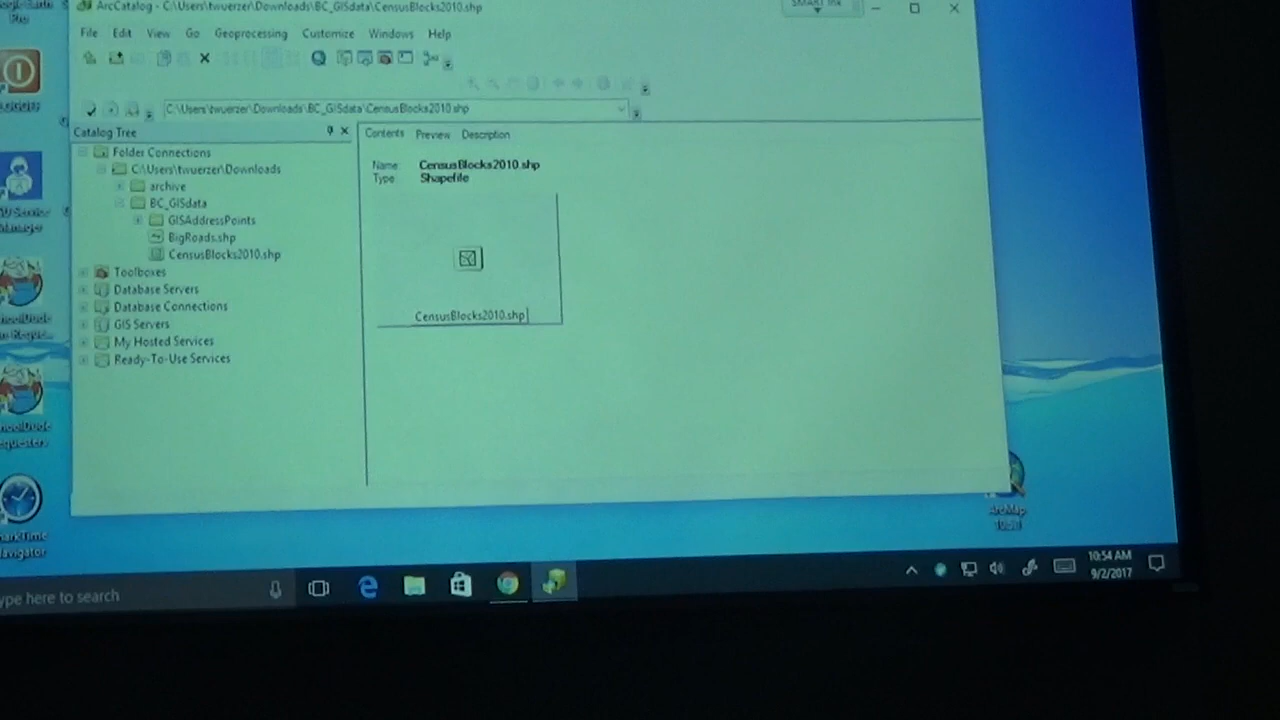 ArcCatalog - C:\Users\twuerzer\Downloads\BC_GISdata\CensusBlocks2010.shp
File Edit View Go Geoprocessing Customize Windows Help
C:\Users\twuerzer\Downloads\BC_GISdata\CensusBlocks2010.shp
Catalog Tree
Contents Preview Description
Folder Connections
C:\Users\twuerzer\Downloads
archive
BC_GISdata
GISAddressPoints
BigRoads.shp
CensusBlocks2010.shp
Toolboxes
Database Servers
Database Connections
GIS Servers
My Hosted Services
Ready-To-Use Services
Name: CensusBlocks2010.shp
Type: Shapefile
CensusBlocks2010.shp
Pro
Service
Manager
ArcMap
ype here to search
10:54 AM
9/2/2017